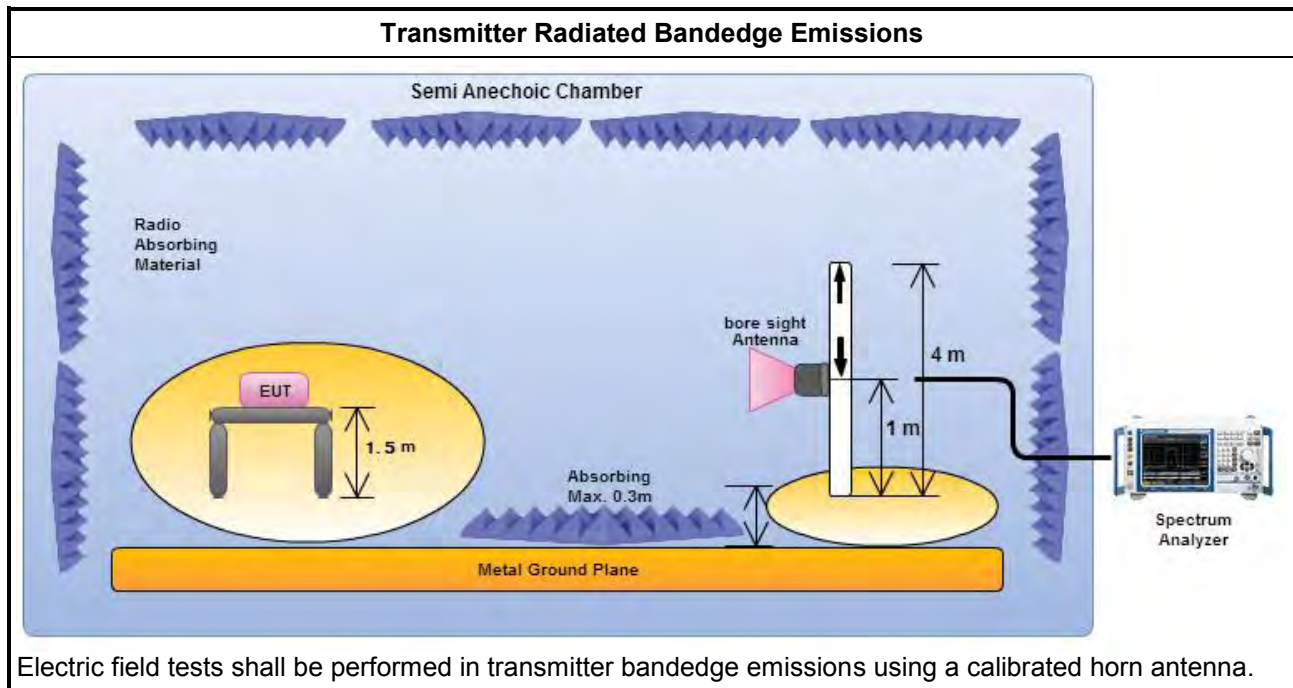 Transmitter Radiated Bandedge Emissions
Semi Anechoic Chamber
Radio
Absorbing
Material
bore sight
Antenna
4 m
EUT
1.5 m
1 m
Absorbing
Max. 0.3m
Spectrum
Analyzer
Metal Ground Plane
Electric field tests shall be performed in transmitter bandedge emissions using a calibrated horn antenna.